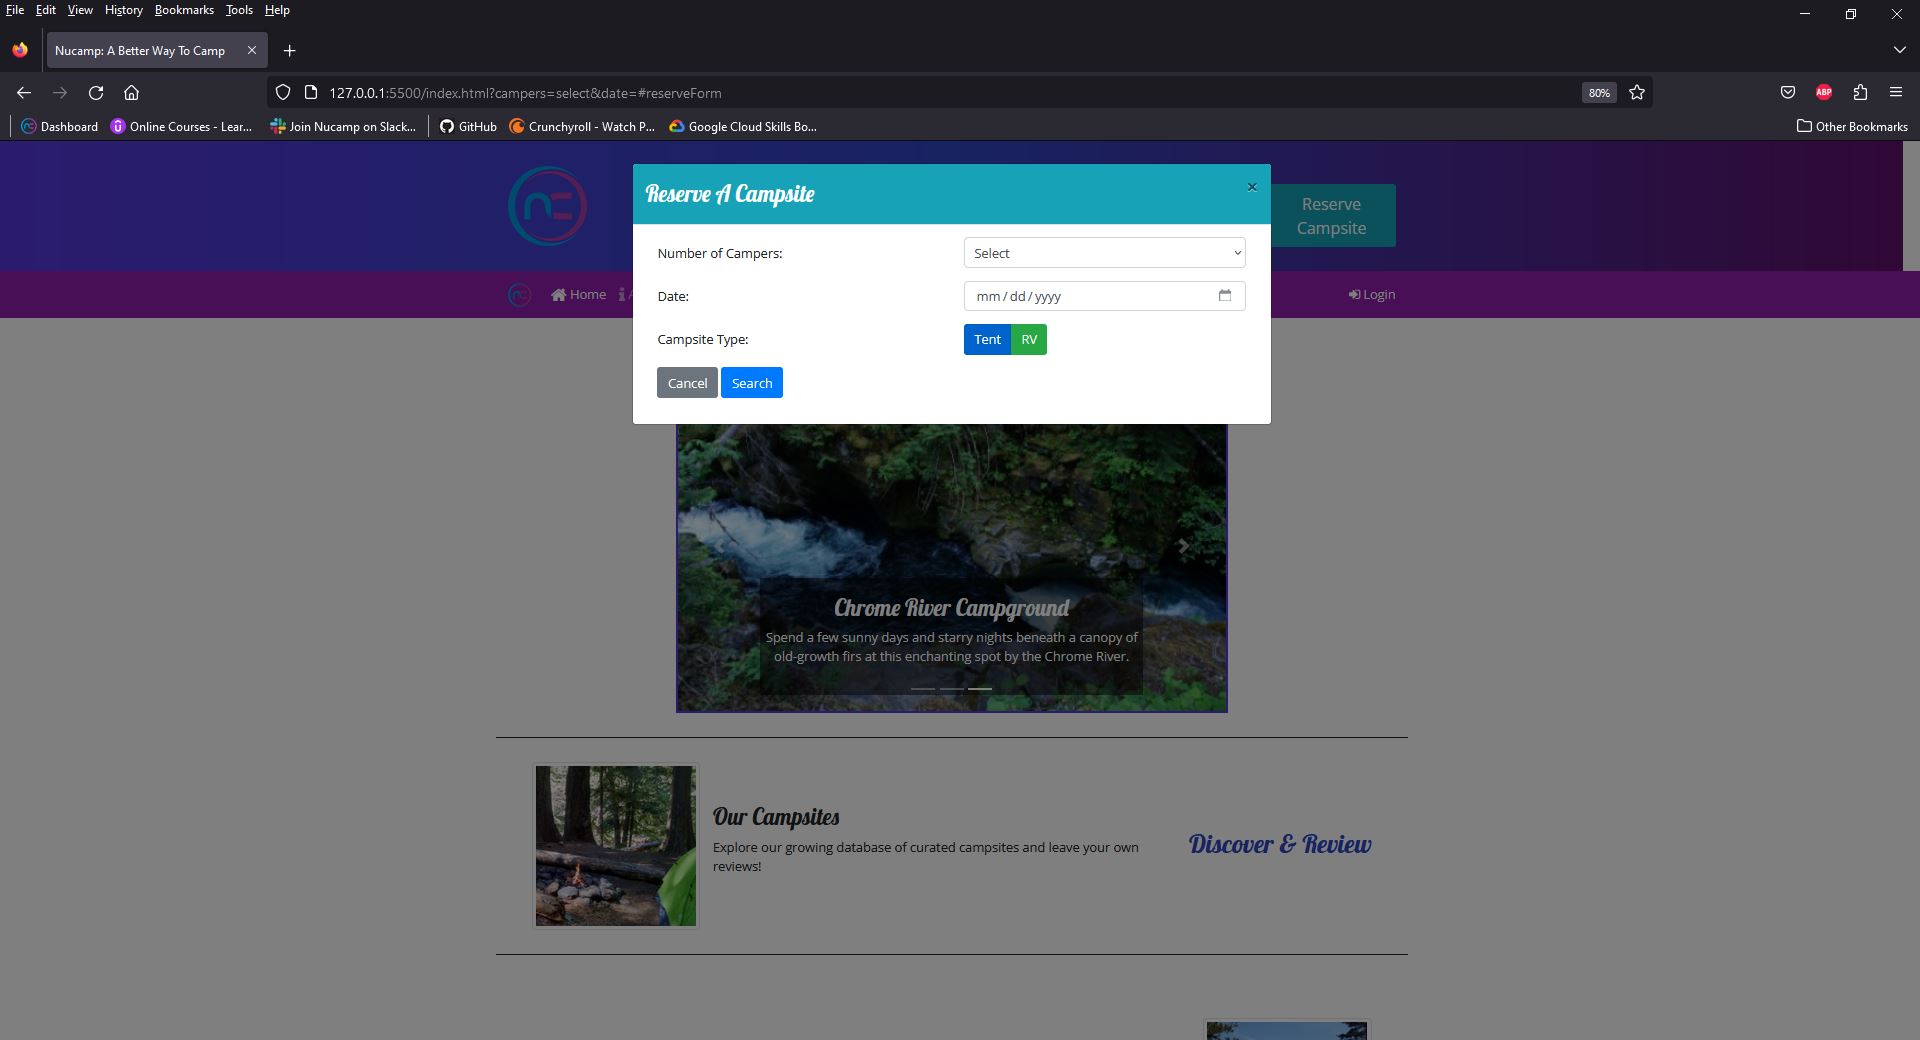 File Edit View History Bookmarks Tools Help
Nucamp: A Better Way To Camp
127.0.0.1:5500/index.html?campers=select&date=#reserveForm
80%
ABP
Dashboard
Online Courses - Lear...
Join Nucamp on Slack...
GitHub
Crunchyroll - Watch P...
Google Cloud Skills Bo...
Other Bookmarks
Reserve A Campsite
×
Reserve
Campsite
Number of Campers:
Select
Home
Login
Date:
mm / dd / yyyy
Campsite Type:
Tent RV
Cancel Search
Chrome River Campground
Spend a few sunny days and starry nights beneath a canopy of
old-growth firs at this enchanting spot by the Chrome River.
Our Campsites
Explore our growing database of curated campsites and leave your own
reviews!
Discover & Review